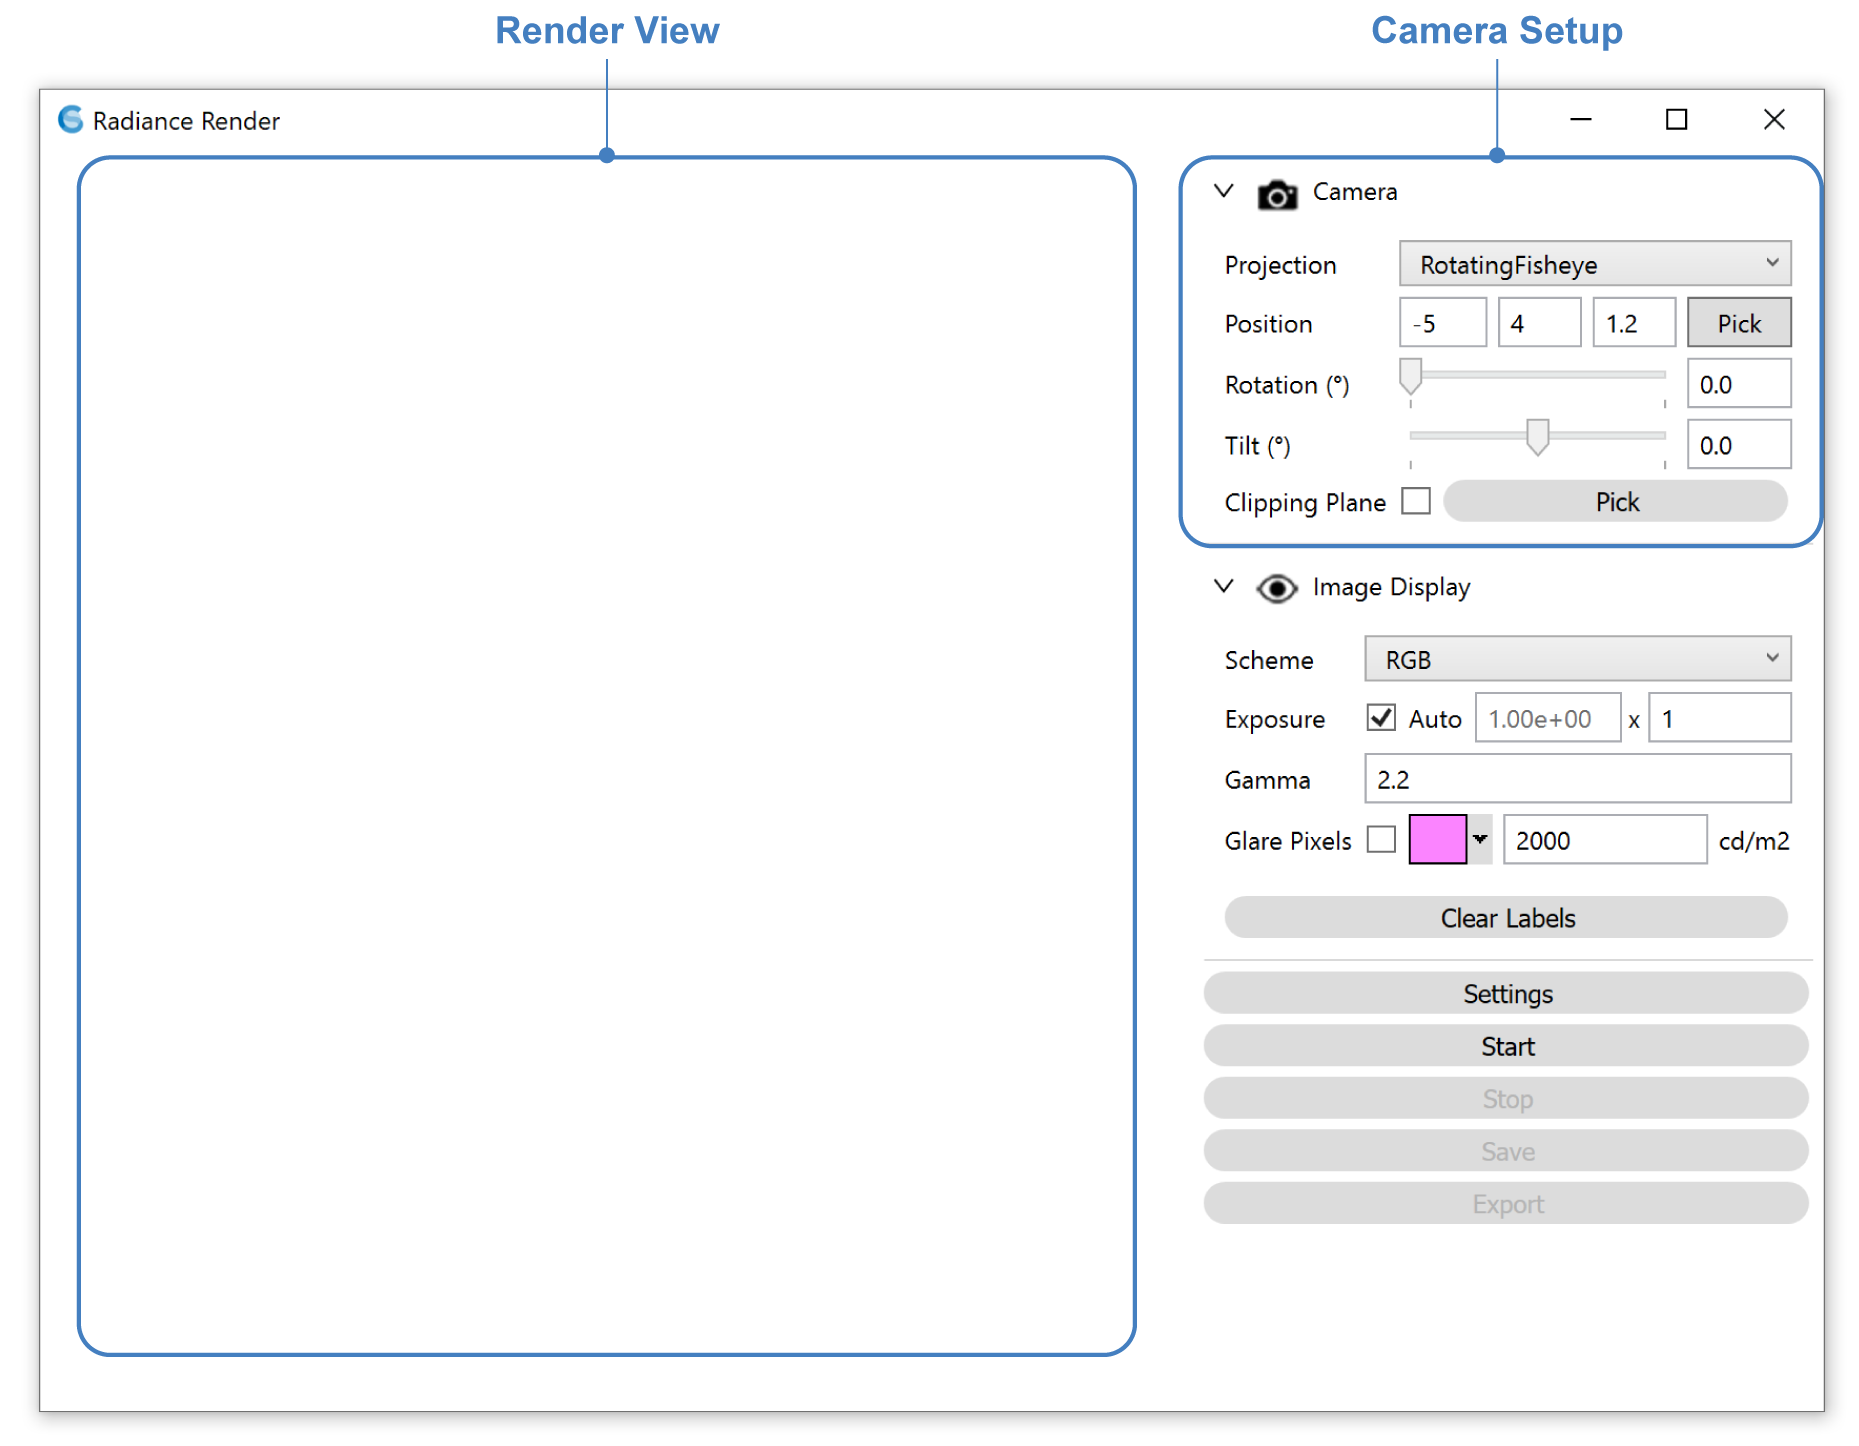 Render View
Camera Setup
Radiance Render
Camera
Projection RotatingFisheye
Position -5 4 1.2 Pick
Rotation (°) 0.0
Tilt (°) 0.0
Clipping Plane Pick
Image Display
Scheme RGB
Exposure Auto 1.00e+00 x 1
Gamma 2.2
Glare Pixels 2000 cd/m2
Clear Labels
Settings
Start
Stop
Save
Export